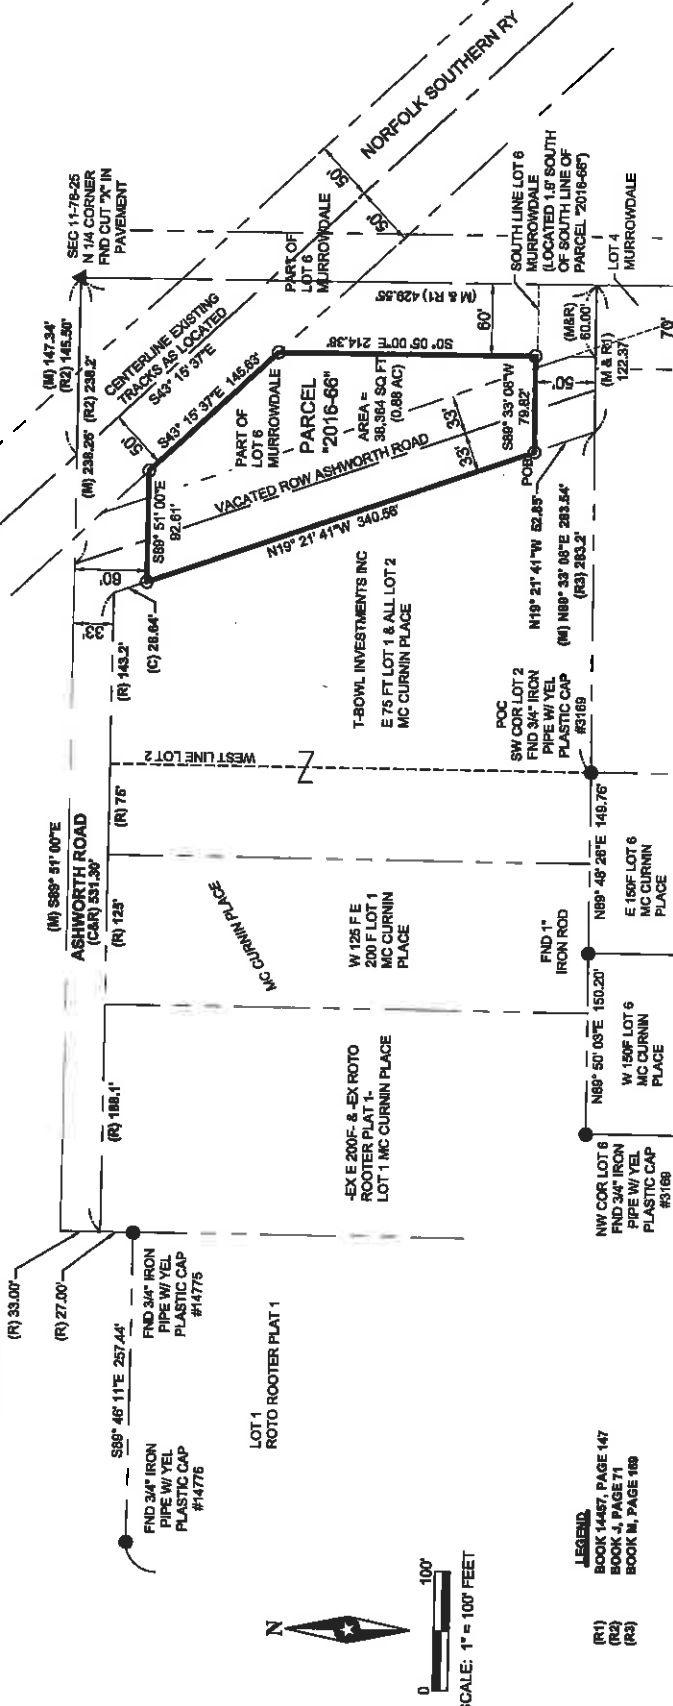 (R) 33.00'
(R) 27.00'
S89° 46' 11"E 257.44'
FND 3/4" IRON
PIPE W/ YEL
PLASTIC CAP
#14775
FND 3/4" IRON
PIPE W/ YEL
PLASTIC CAP
#14775
LOT 1
ROTO ROOTER PLAT 1
N
0
100'
SCALE: 1" = 100' FEET
LEGEND
(R1) BOOK 14457, PAGE 147
(R2) BOOK J, PAGE 71
(R3) BOOK M, PAGE 169
(M) S89° 51' 00"E
ASHWORTH ROAD
(C&R) 531.30'
(R) 188.1'
(R) 125'
(R) 75'
(R) 143.2'
(C) 28.64'
33'
60'
MC CURNIN PLACE
WEST LINE LOT 2
-EX E 200F- & -EX ROTO
ROOTER PLAT 1-
LOT 1 MC CURNIN PLACE
W 125 F E
200 F LOT 1
MC CURNIN
PLACE
T-BOWL INVESTMENTS INC
E 75 FT LOT 1 & ALL LOT 2
MC CURNIN PLACE
NW COR LOT 6
FND 3/4" IRON
PIPE W/ YEL
PLASTIC CAP
#3169
N89° 50' 03"E 150.20'
W 150F LOT 6
MC CURNIN
PLACE
FND 1"
IRON ROD
N89° 48' 28"E 149.76'
E 150F LOT 6
MC CURNIN
PLACE
POC
SW COR LOT 2
FND 3/4" IRON
PIPE W/ YEL
PLASTIC CAP
#3169
N19° 21' 41"W 52.85'
(M) N89° 33' 08"E 283.54'
(R3) 283.2'
(M) 147.34'
(R2) 145.50'
(M) 238.26' (R2) 238.2'
SEC 11-78-25
N 1/4 CORNER
FND CUT "X" IN
PAVEMENT
CENTERLINE EXISTING
TRACKS AS LOCATED
S43° 15' 37"E
50'
S43° 15' 37"E 145.63'
S89° 51' 00"E
92.61'
N19° 21' 41"W 340.56'
VACATED ROW ASHWORTH ROAD
33'
33'
PART OF
LOT 6
MURROWDALE
PARCEL
"2016-66"
AREA =
38,364 SQ FT
(0.88 AC)
S0° 05' 00"E 214.38'
S89° 33' 08"W
79.82'
POB
PART OF
LOT 6
MURROWDALE
50'
50'
NORFOLK SOUTHERN RY
(M & R1) 429.55'
60'
SOUTH LINE LOT 6
MURROWDALE
(LOCATED 1.8' SOUTH
OF SOUTH LINE OF
PARCEL "2016-66")
50'
(M&R)
60.00'
(M & R1)
122.37'
LOT 4
MURROWDALE
70'